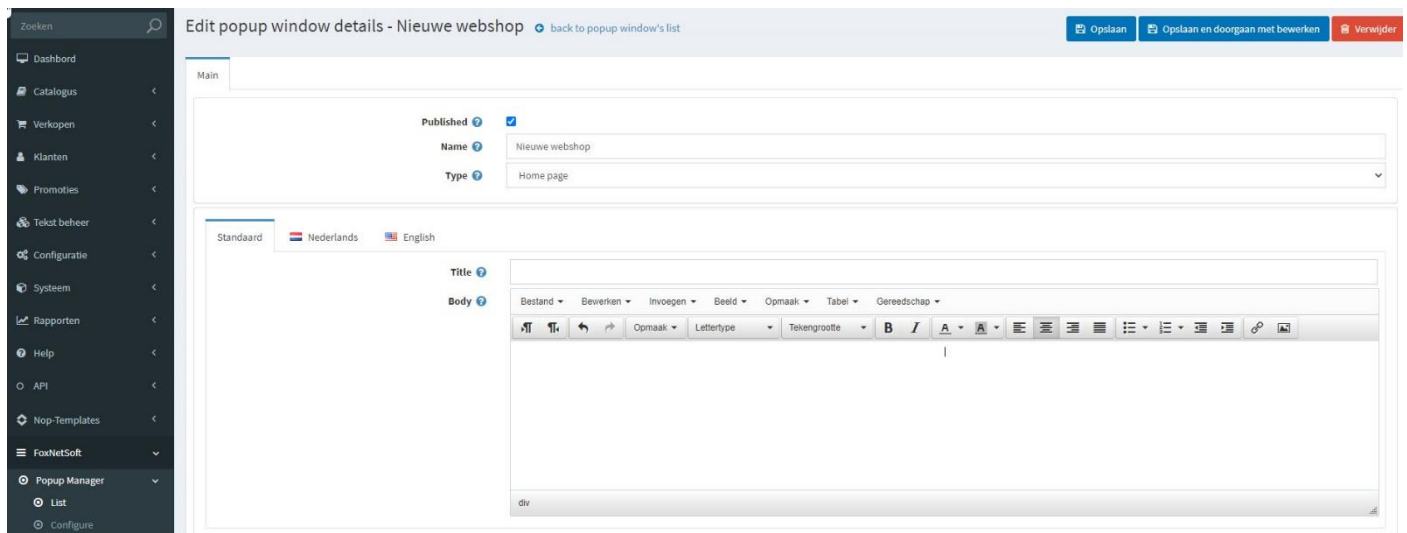 Zoeken
Edit popup window details - Nieuwe webshop back to popup window's list
Opslaan
Opslaan en doorgaan met bewerken
Verwijder
Dashbord
Catalogus
Verkopen
Klanten
Promoties
Tekst beheer
Configuratie
Systeem
Rapporten
Help
API
Nop-Templates
FoxNetSoft
Popup Manager
List
Configure
Main
Published
Name
Nieuwe webshop
Type
Home page
Standaard
Nederlands
English
Title
Body
Bestand Bewerken Invoegen Beeld Opmaak Tabel Gereedschap
Opmaak Lettertype Tekengrootte B I A A
div